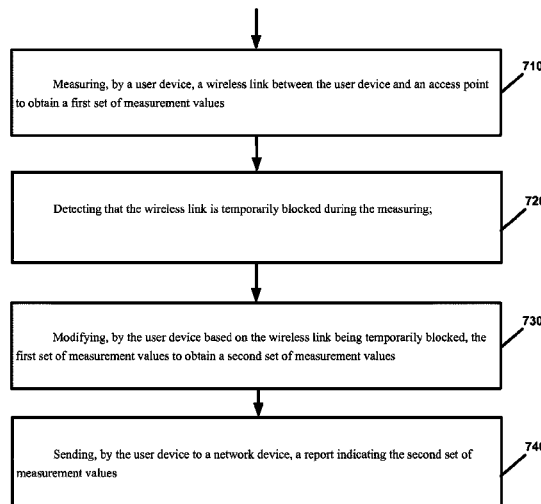 710
Measuring, by a user device, a wireless link between the user device and an access point
to obtain a first set of measurement values
720
Detecting that the wireless link is temporarily blocked during the measuring;
730
Modifying, by the user device based on the wireless link being temporarily blocked, the
first set of measurement values to obtain a second set of measurement values
740
Sending, by the user device to a network device, a report indicating the second set of
measurement values